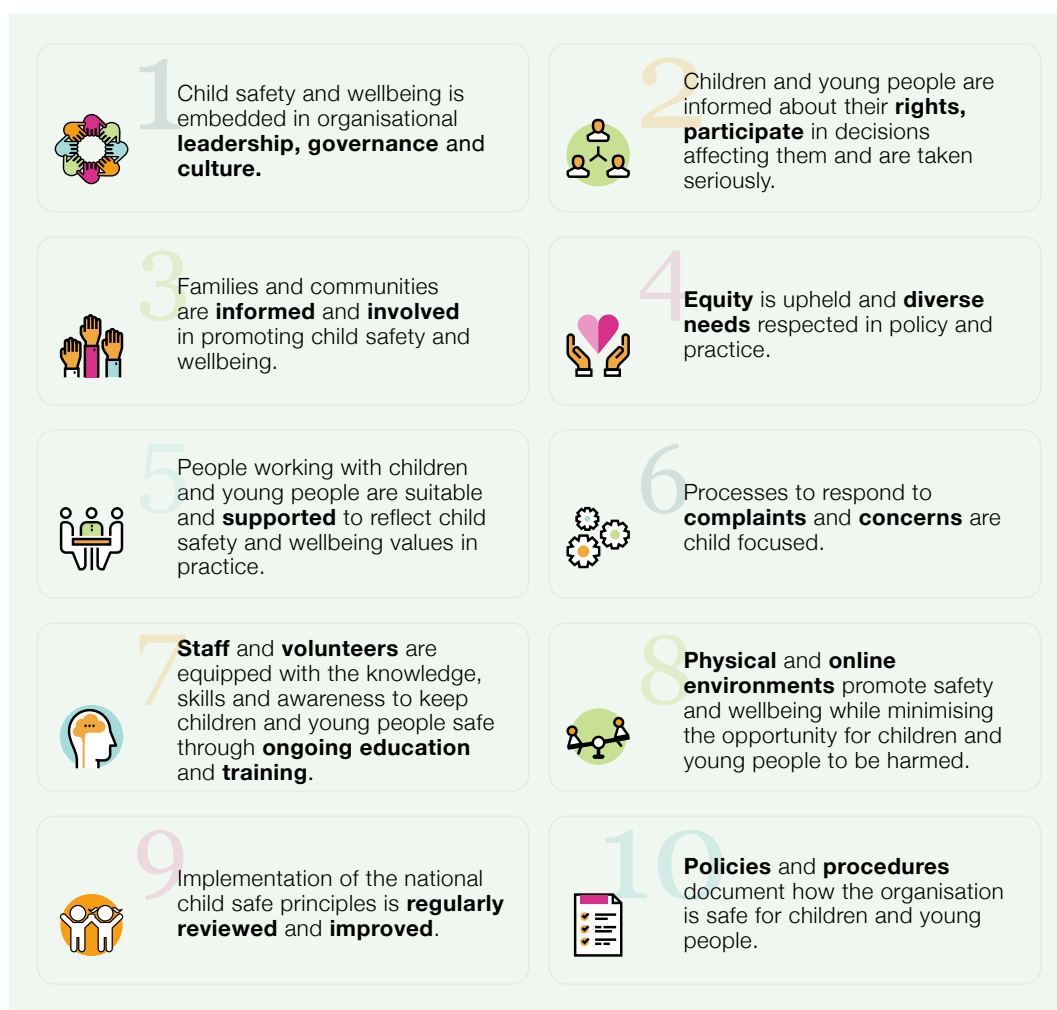 1
Child safety and wellbeing is
embedded in organisational
leadership, governance and
culture.
2
Children and young people are
informed about their rights,
participate in decisions
affecting them and are taken
seriously.
3
Families and communities
are informed and involved
in promoting child safety and
wellbeing.
4
Equity is upheld and diverse
needs respected in policy and
practice.
5
People working with children
and young people are suitable
and supported to reflect child
safety and wellbeing values in
practice.
6
Processes to respond to
complaints and concerns are
child focused.
7
Staff and volunteers are
equipped with the knowledge,
skills and awareness to keep
children and young people safe
through ongoing education
and training.
8
Physical and online
environments promote safety
and wellbeing while minimising
the opportunity for children and
young people to be harmed.
9
Implementation of the national
child safe principles is regularly
reviewed and improved.
10
Policies and procedures
document how the organisation
is safe for children and young
people.